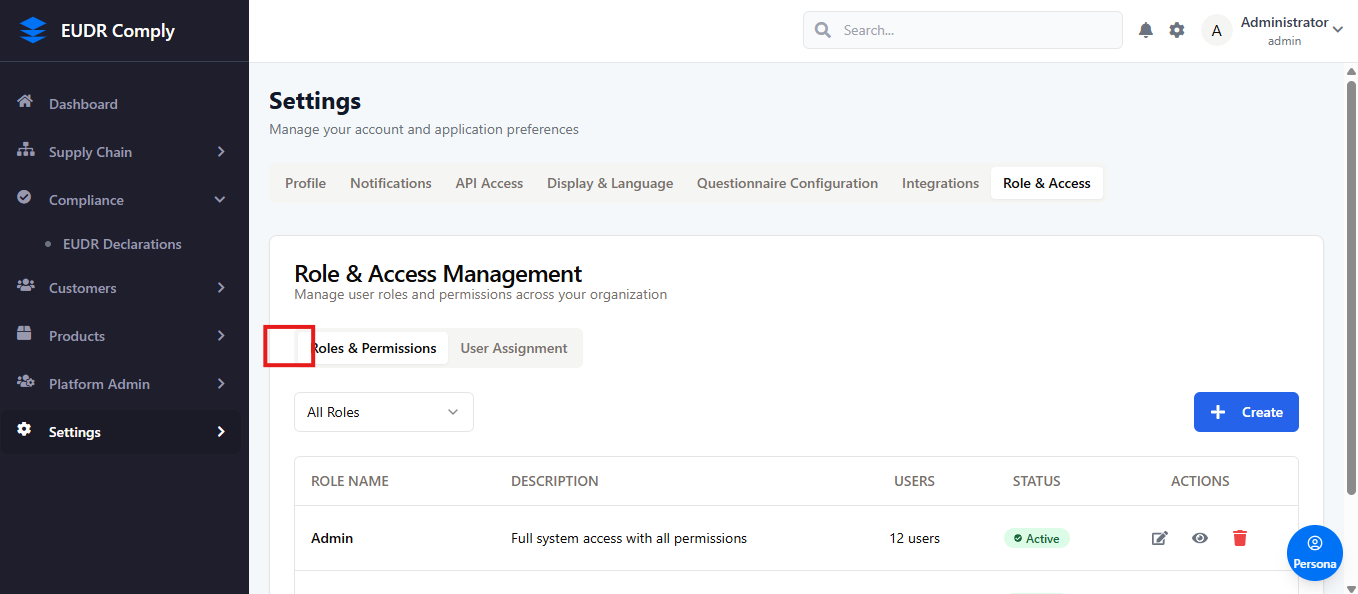 EUDR Comply
Search...
Administrator
admin
A
Dashboard
Supply Chain
Compliance
EUDR Declarations
Customers
Products
Platform Admin
Settings
Settings
Manage your account and application preferences
Profile Notifications API Access Display & Language Questionnaire Configuration Integrations Role & Access
Role & Access Management
Manage user roles and permissions across your organization
Roles & Permissions User Assignment
All Roles
Create
ROLE NAME DESCRIPTION USERS STATUS ACTIONS
Admin Full system access with all permissions 12 users Active
Persona